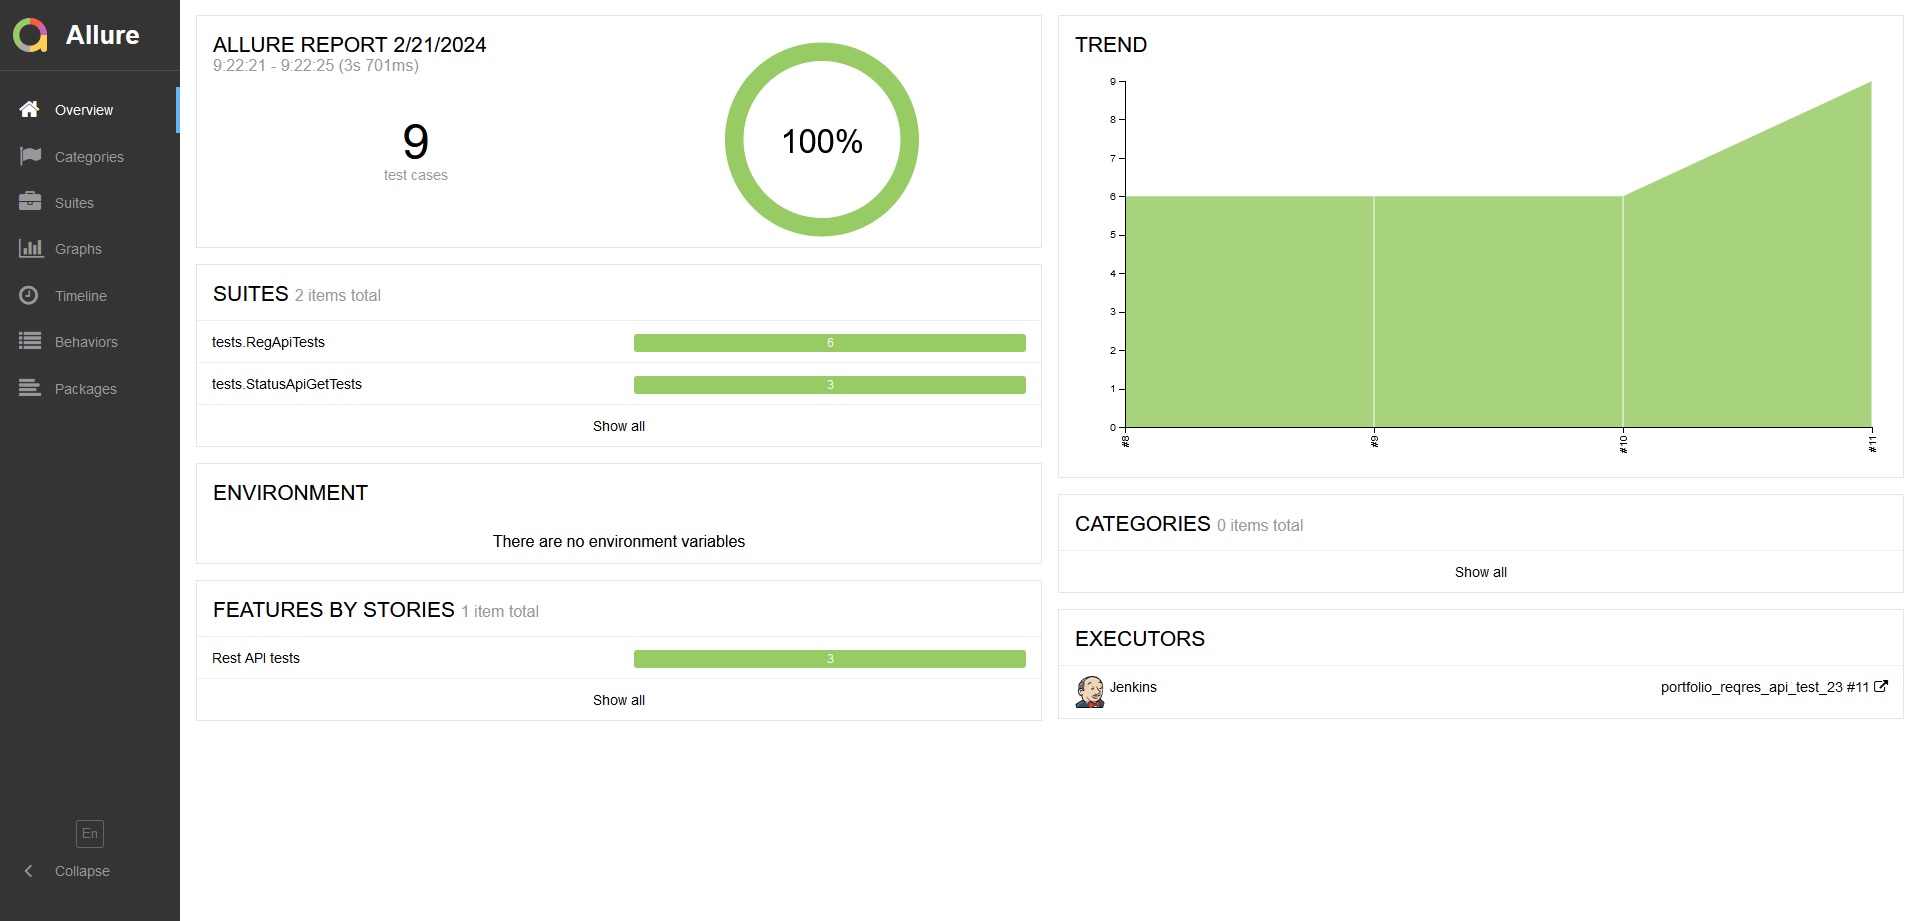 Allure
Overview
Categories
Suites
Graphs
Timeline
Behaviors
Packages
En
Collapse
ALLURE REPORT 2/21/2024
9:22:21 - 9:22:25 (3s 701ms)
9
test cases
100%
SUITES 2 items total
tests.RegApiTests 6
tests.StatusApiGetTests 3
Show all
ENVIRONMENT
There are no environment variables
FEATURES BY STORIES 1 item total
Rest API tests 3
Show all
TREND
9
8
7
6
5
4
3
2
1
0
#8
#9
#10
#11
CATEGORIES 0 items total
Show all
EXECUTORS
Jenkins portfolio_reqres_api_test_23 #11